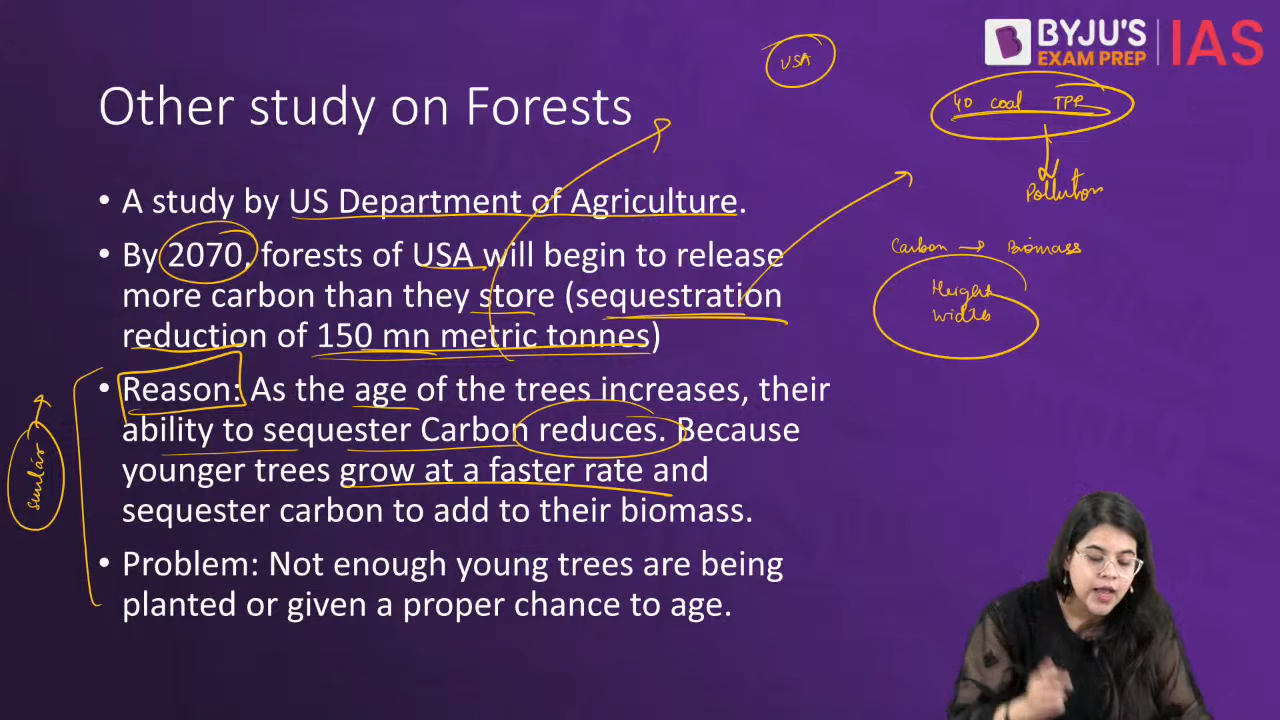 BYJU'S
EXAM PREP
IAS
USA
40 coal TPP
Pollution
Other study on Forests
• A study by US Department of Agriculture.
• By 2070, forests of USA will begin to release
more carbon than they store (sequestration
reduction of 150 mn metric tonnes)
Carbon → Biomass
Height
Width
• Reason: As the age of the trees increases, their
ability to sequester Carbon reduces. Because
younger trees grow at a faster rate and
sequester carbon to add to their biomass.
similar
• Problem: Not enough young trees are being
planted or given a proper chance to age.